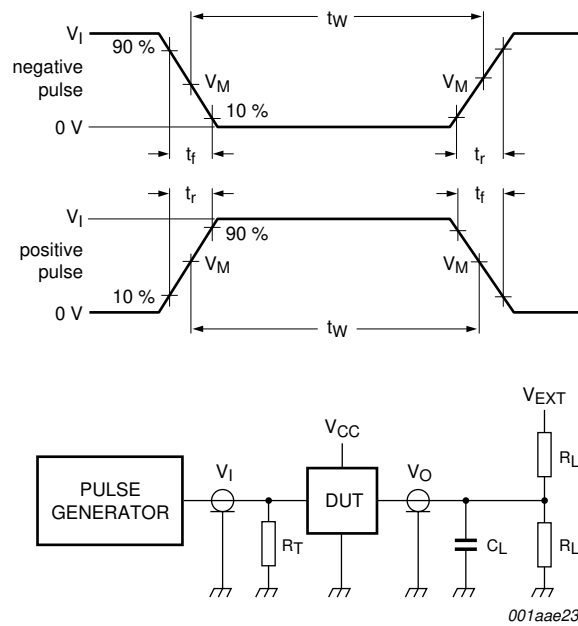 V_I
t_W
90 %
negative
pulse
V_M
V_M
10 %
0 V
t_f
t_r
t_r
t_f
V_I
90 %
positive
pulse
V_M
V_M
10 %
0 V
t_W
V_EXT
V_CC
R_L
V_I
V_O
PULSE
GENERATOR
DUT
R_T
C_L
R_L
001aae23